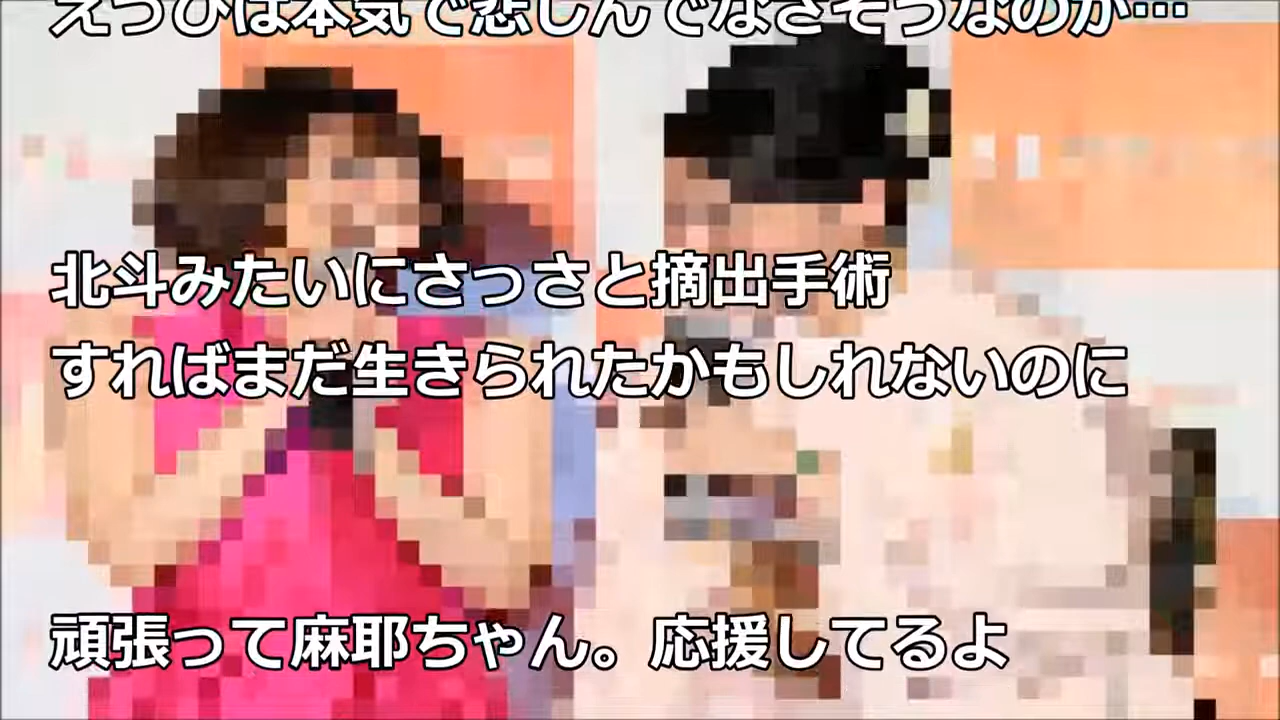 えっぴは本気で悲しんでなさそうなのが…
北斗みたいにさっさと摘出手術
すればまだ生きられたかもしれないのに
頑張って麻耶ちゃん。応援してるよ